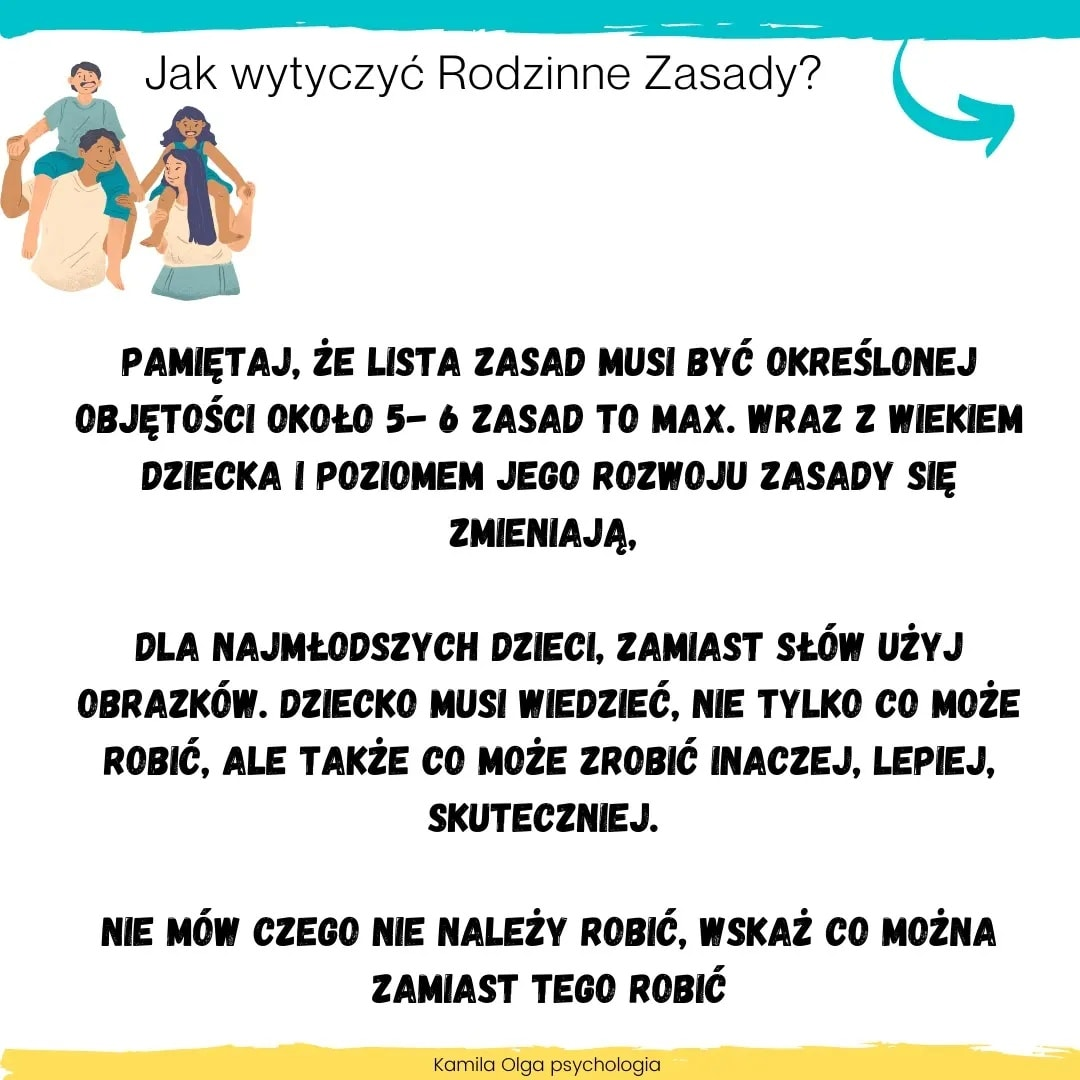 Jak wytyczyć Rodzinne Zasady?
PAMIĘTAJ, ŻE LISTA ZASAD MUSI BYĆ OKREŚLONEJ
OBJĘTOŚCI OKOŁO 5- 6 ZASAD TO MAX. WRAZ Z WIEKIEM
DZIECKA I POZIOMEM JEGO ROZWOJU ZASADY SIĘ
ZMIENIAJĄ,
DLA NAJMŁODSZYCH DZIECI, ZAMIAST SŁÓW UŻYJ
OBRAZKÓW. DZIECKO MUSI WIEDZIEĆ, NIE TYLKO CO MOŻE
ROBIĆ, ALE TAKŻE CO MOŻE ZROBIĆ INACZEJ, LEPIEJ,
SKUTECZNIEJ.
NIE MÓW CZEGO NIE NALEŻY ROBIĆ, WSKAŻ CO MOŻNA
ZAMIAST TEGO ROBIĆ
Kamila Olga psychologia